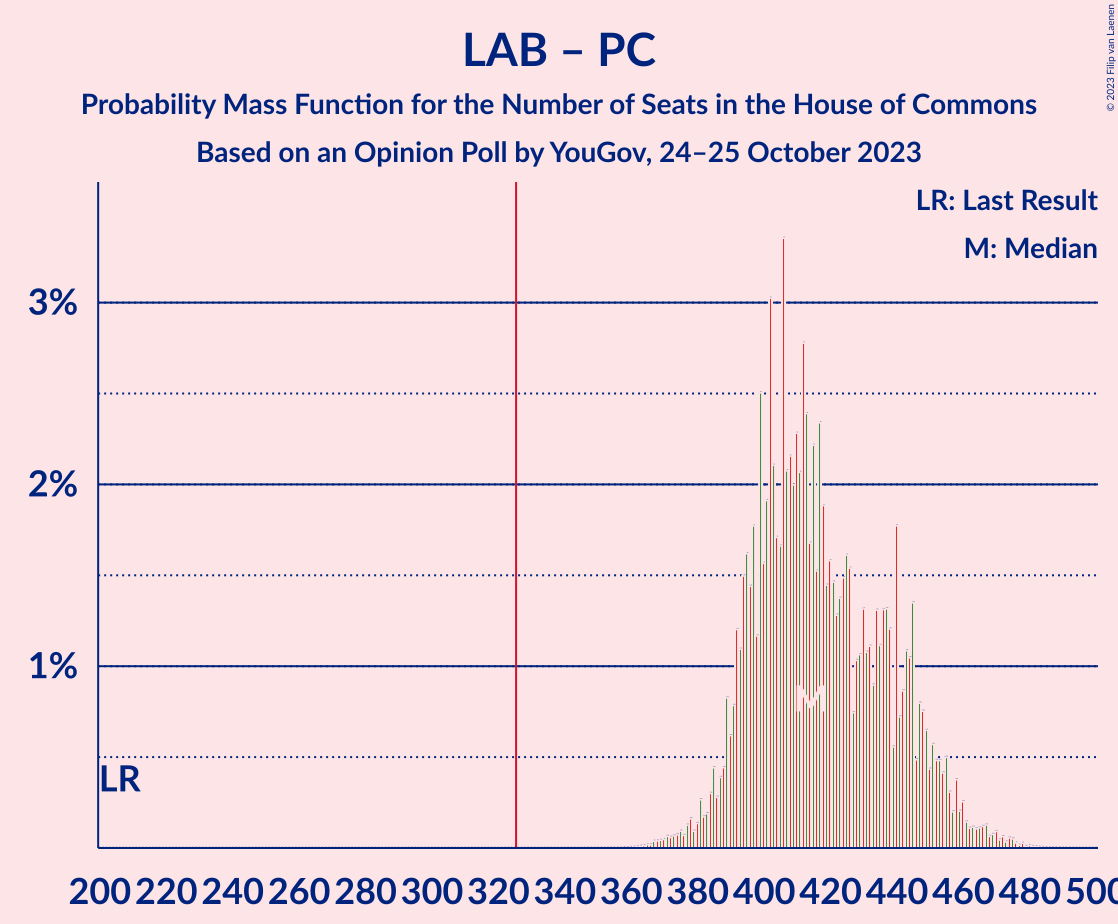 LAB – PC
Probability Mass Function for the Number of Seats in the House of Commons
Based on an Opinion Poll by YouGov, 24–25 October 2023
© 2023 Filip van Laenen
LR: Last Result
M: Median
3%
2%
1%
LR
M
200 220 240 260 280 300 320 340 360 380 400 420 440 460 480 500